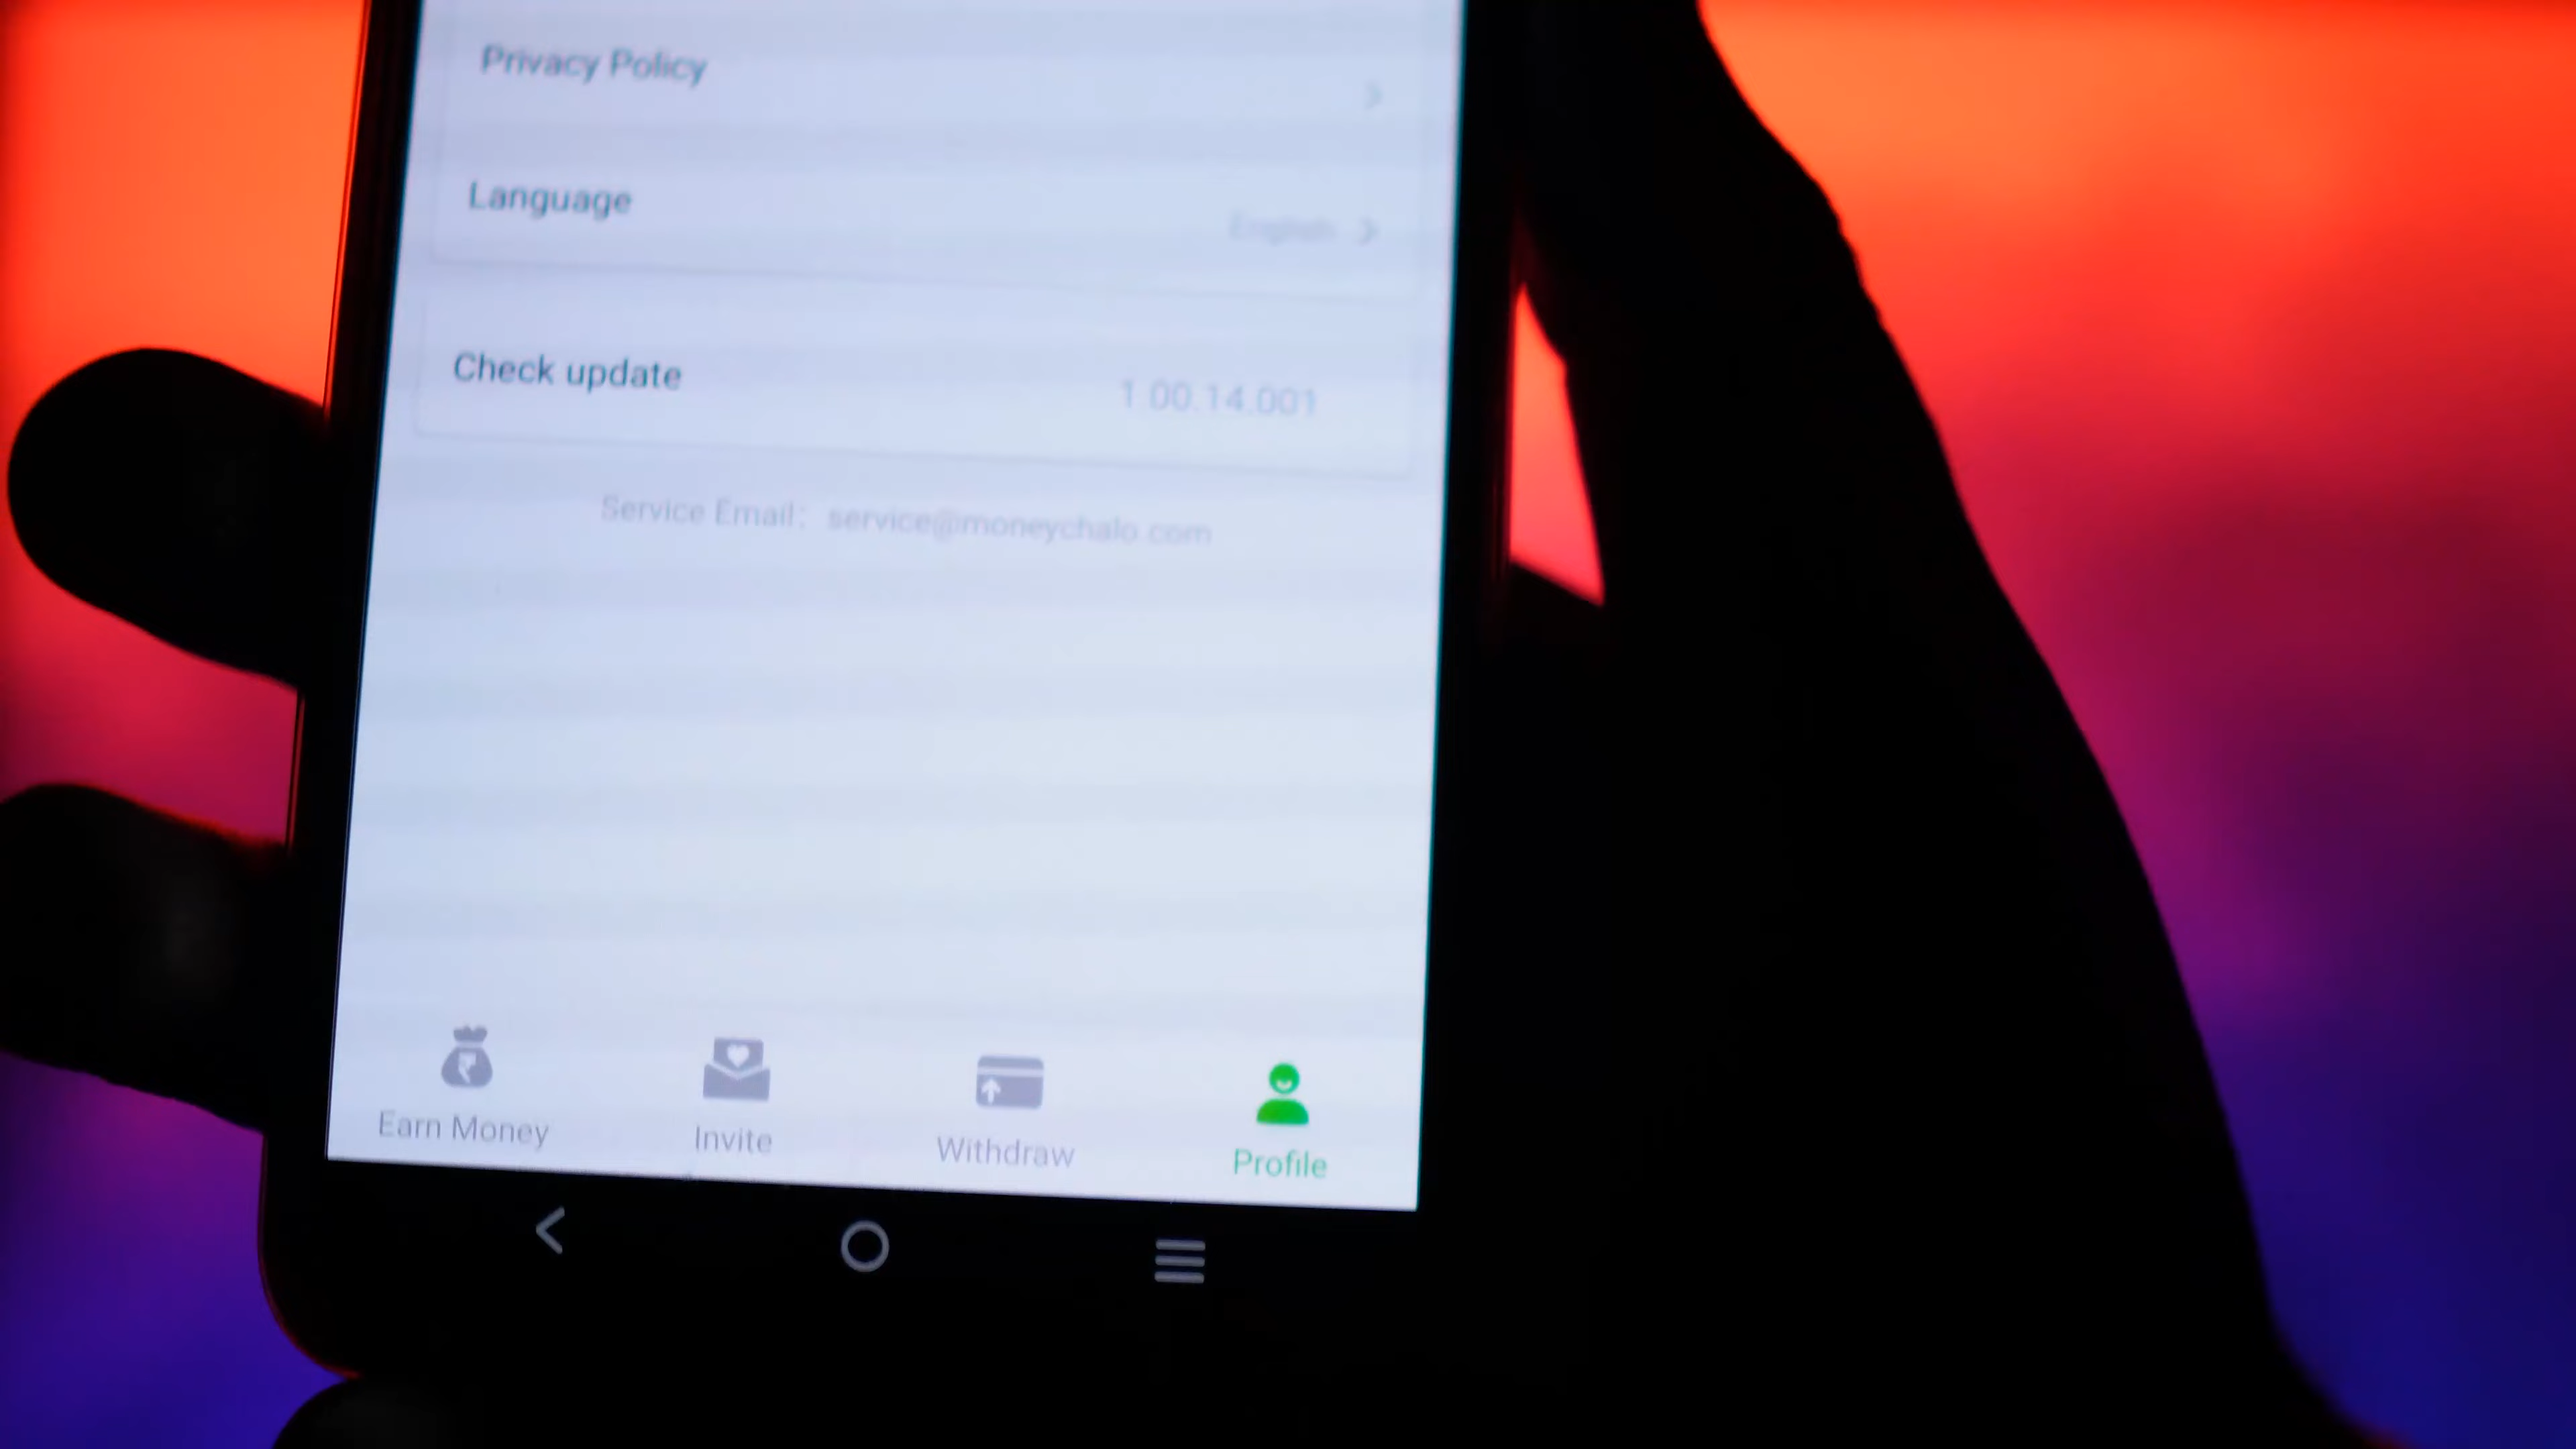 Privacy Policy
Language English
Check update 1.00.14.001
Service Email: service@moneychalo.com
Earn Money Invite Withdraw Profile